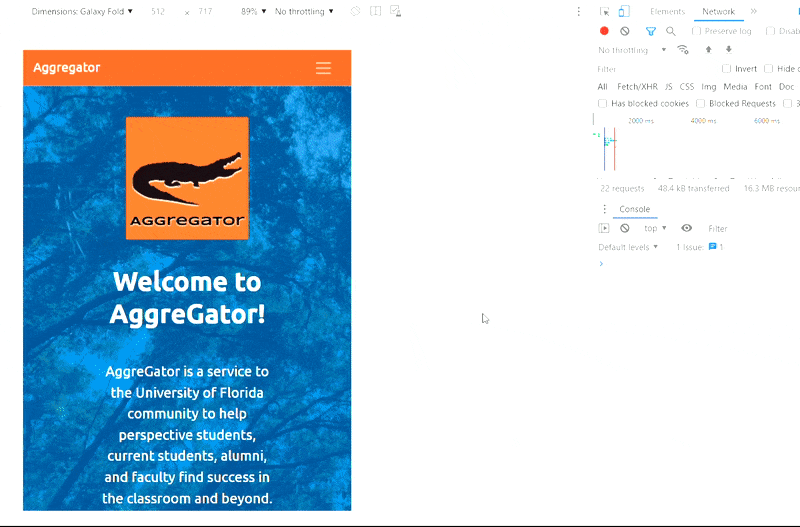 Dimensions: Galaxy Fold ▼ 512 × 717 89% ▼ No throttling ▼
Elements Network »
Preserve log Disab
No throttling ▼
Filter Invert Hide d
All Fetch/XHR JS CSS Img Media Font Doc
Has blocked cookies Blocked Requests 3
2000 ms 4000 ms 6000 ms
22 requests 48.4 kB transferred 16.3 MB resour
Console
top ▼ Filter
Default levels ▼ 1 Issue: 1
Aggregator
AGGREGATOR
Welcome to
AggreGator!
AggreGator is a service to
the University of Florida
community to help
perspective students,
current students, alumni,
and faculty find success in
the classroom and beyond.